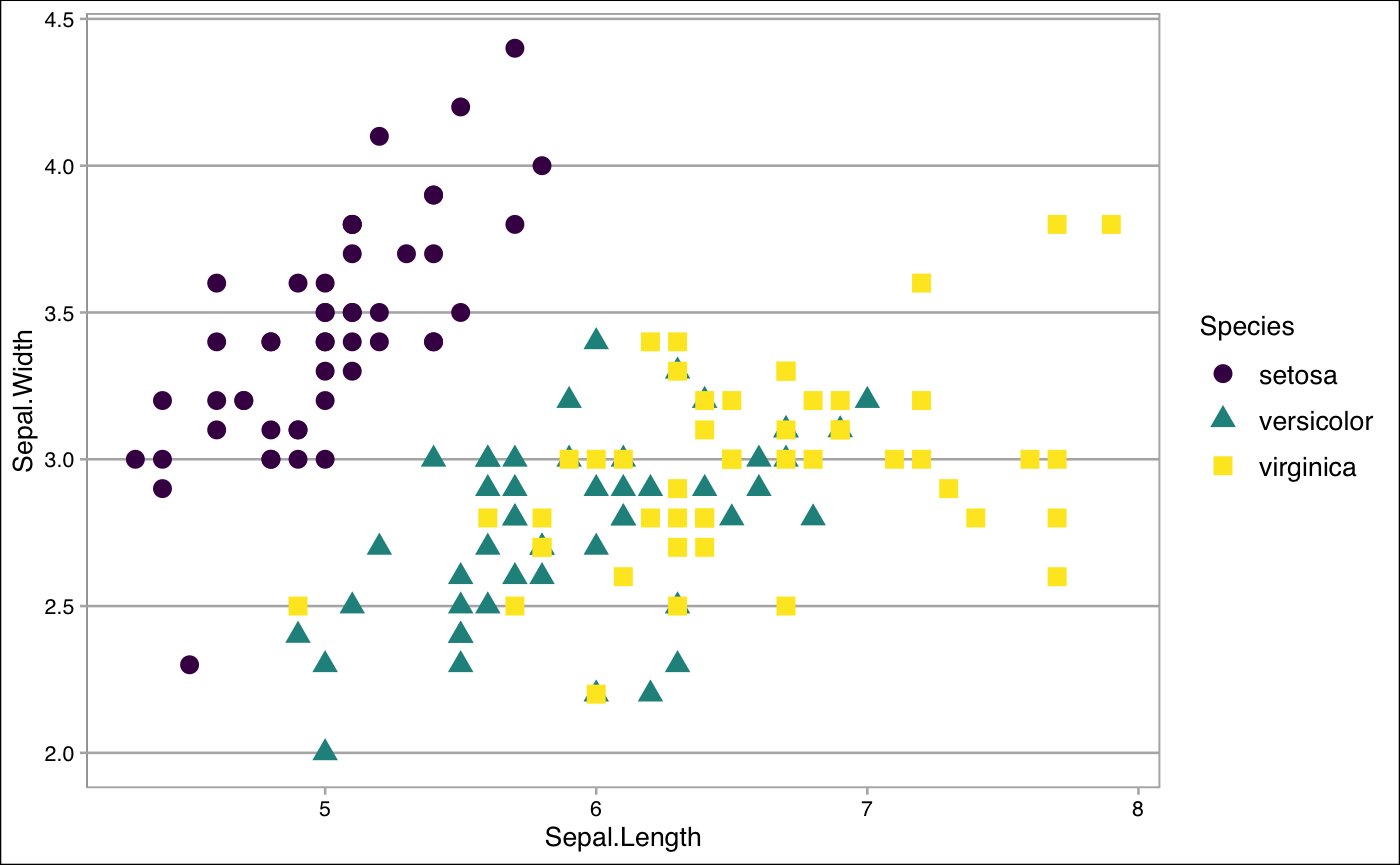 4.5
4.0
3.5
3.0
2.5
2.0
Sepal.Width
5 6 7 8
Sepal.Length
Species
setosa
versicolor
virginica